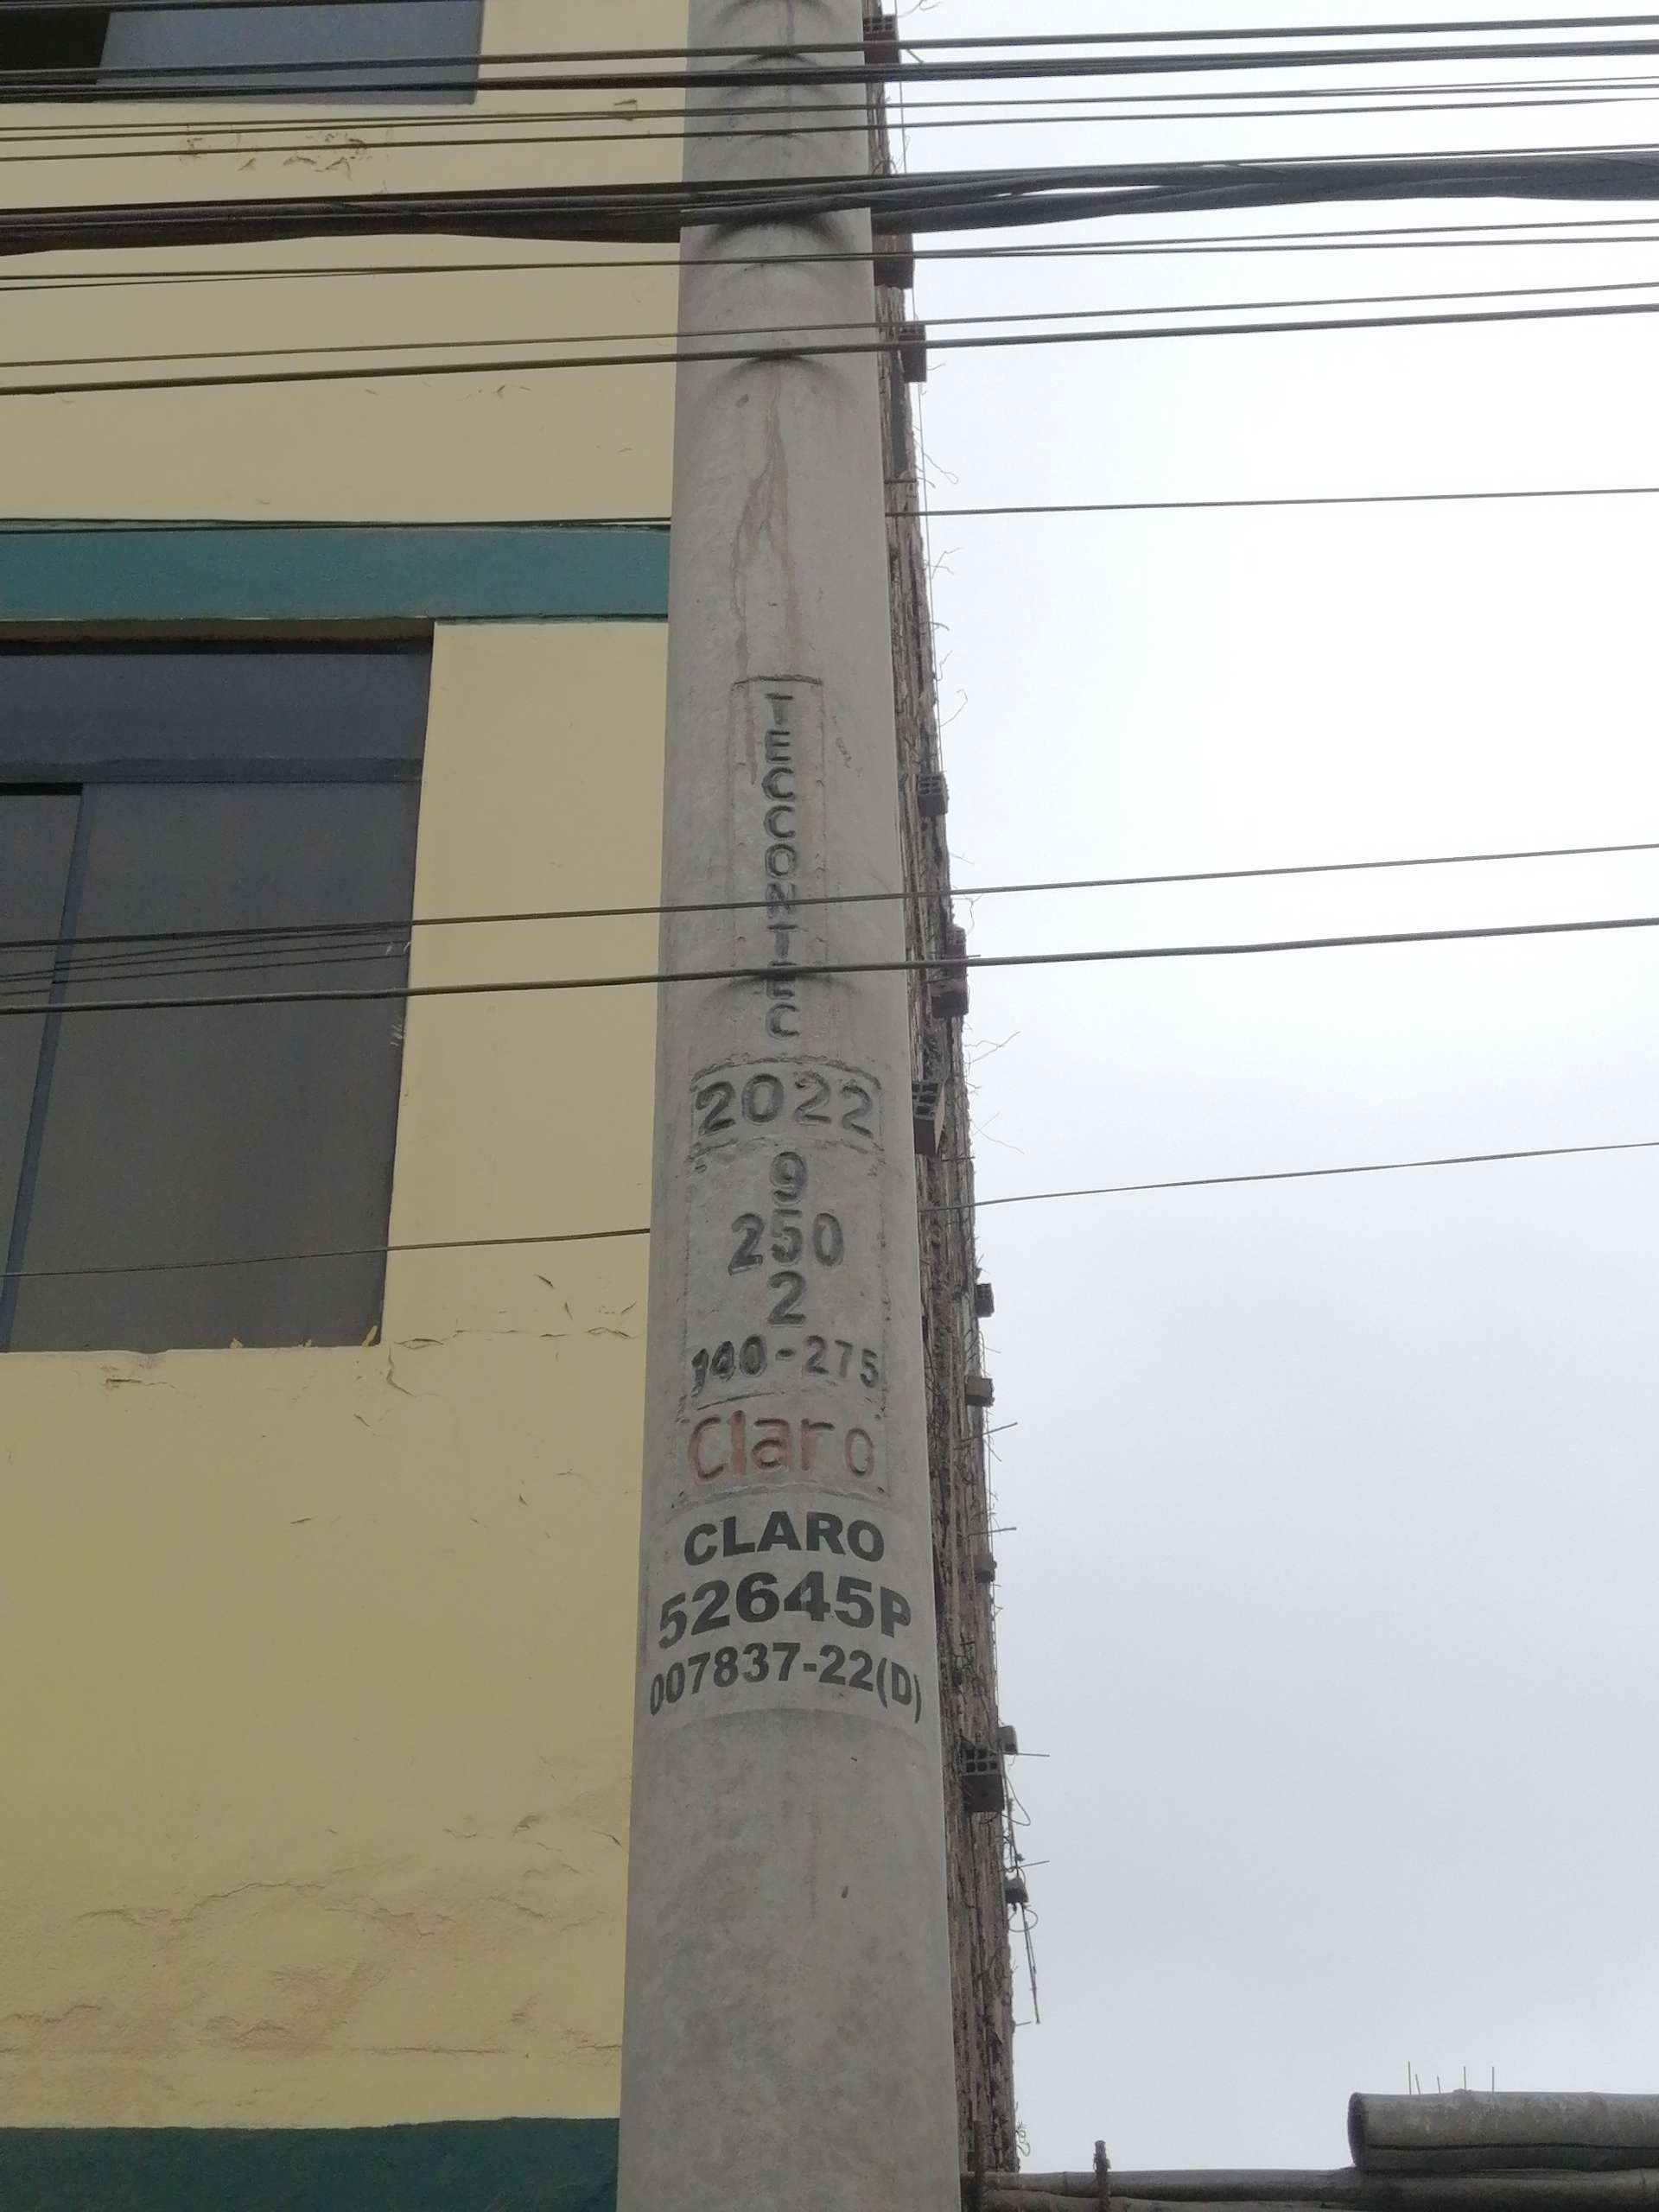 TECCONTEC
2022
9
250
2
140-275
Claro
CLARO
52645P
007837-22(D)